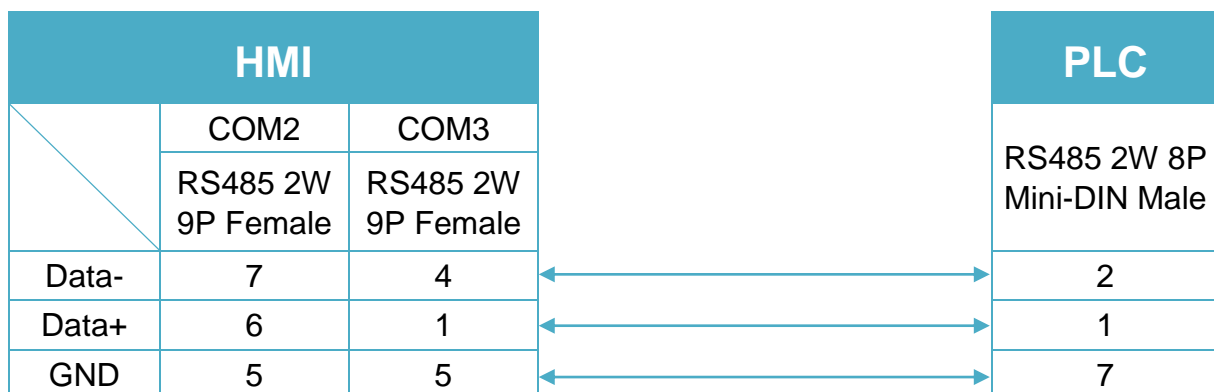 HMI PLC
COM2 COM3
RS485 2W 8P
Mini-DIN Male
RS485 2W RS485 2W
9P Female 9P Female
Data- 7 4 2
Data+ 6 1 1
GND 5 5 7